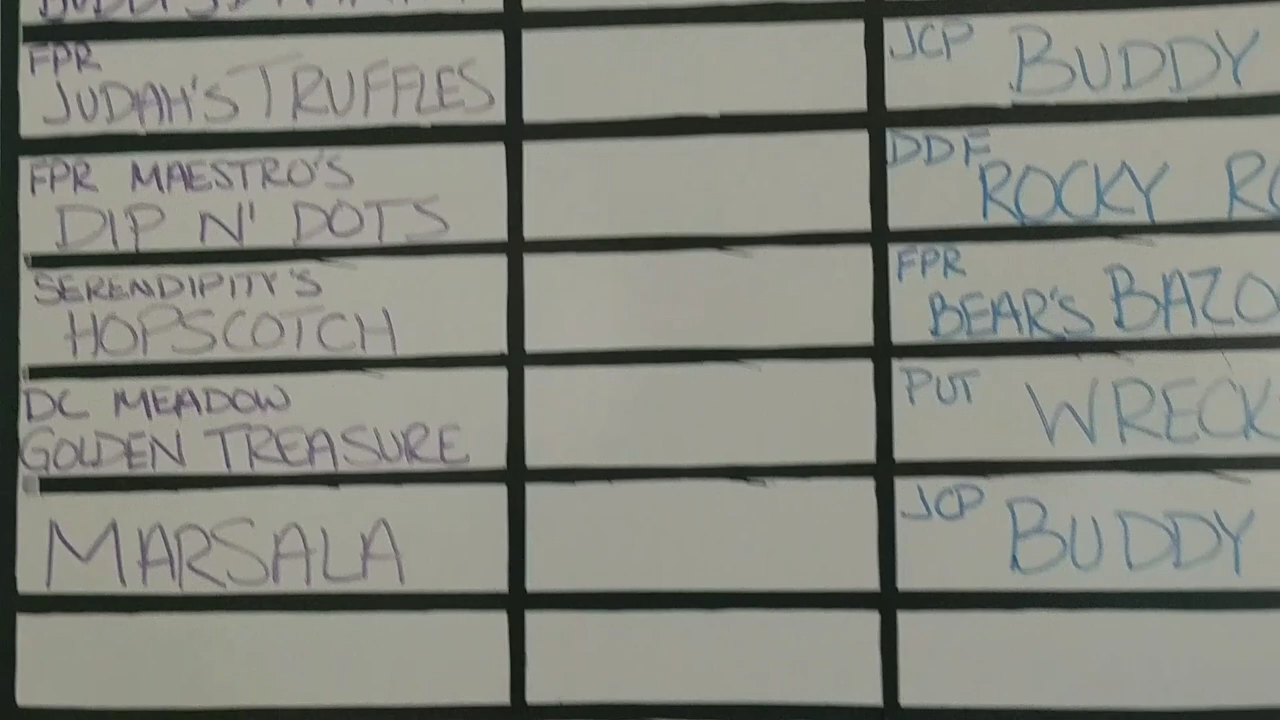 FPR
JUDAH'S TRUFFLES
JCP BUDDY
FPR MAESTRO'S
DIP N' DOTS
DDF
ROCKY
SERENDIPITY'S
HOPSCOTCH
FPR
BEAR'S
DC MEADOW
GOLDEN TREASURE
PUT WRECK
MARSALA
JCP BUDDY